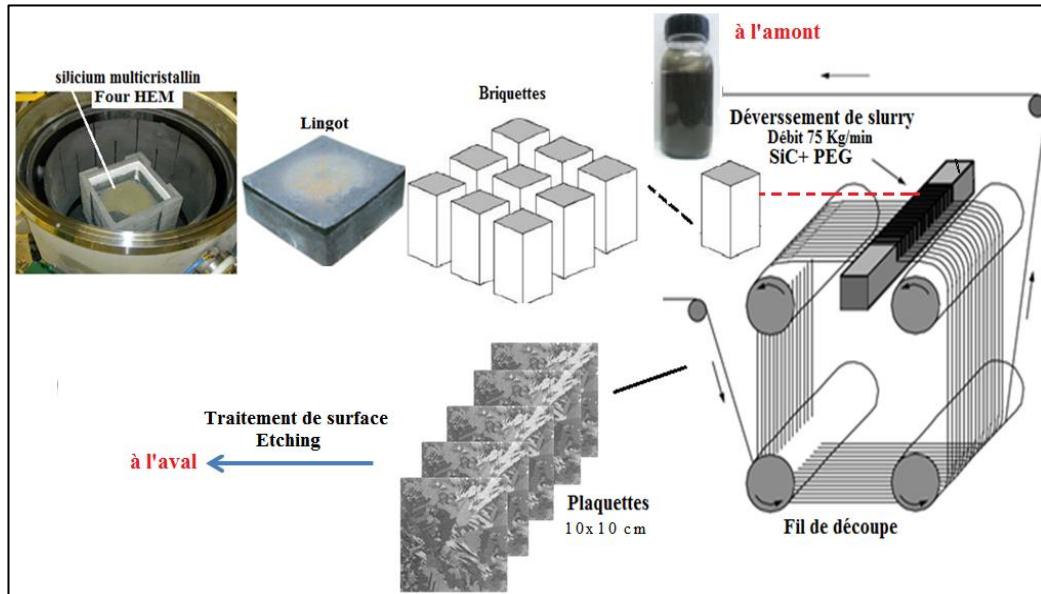 silicium multicristallin
Four HEM
Lingot
Briquettes
à l'amont
Déverssement de slurry
Débit 75 Kg/min
SiC+ PEG
Traitement de surface
Etching
à l'aval
Plaquettes
10x10 cm
Fil de découpe